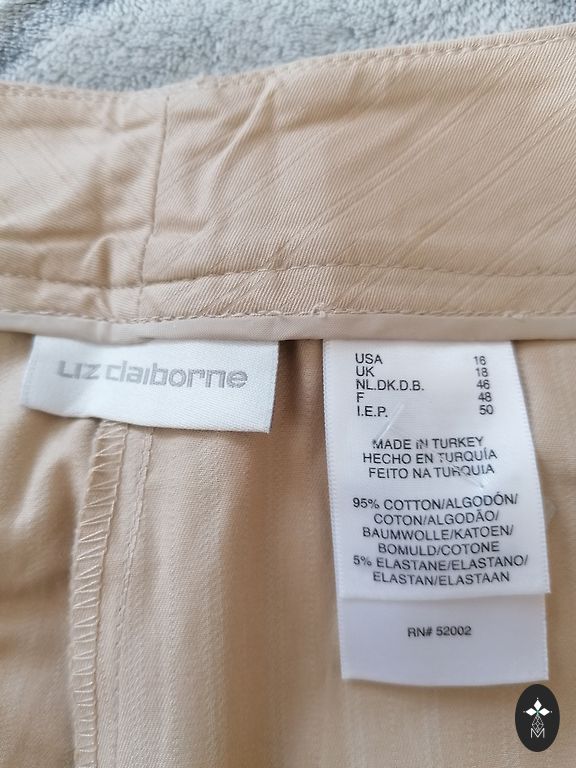 Liz claiborne
USA 16
UK 18
NL.DK.D.B. 46
F 48
I.E.P. 50
MADE IN TURKEY
HECHO EN TURQUÍA
FEITO NA TURQUIA
95% COTTON/ALGODÓN/
COTON/ALGODÃO/
BAUMWOLLE/KATOEN/
BOMULD/COTONE
5% ELASTANE/ELASTANO/
ELASTAN/ELASTAAN
RN# 52002
M